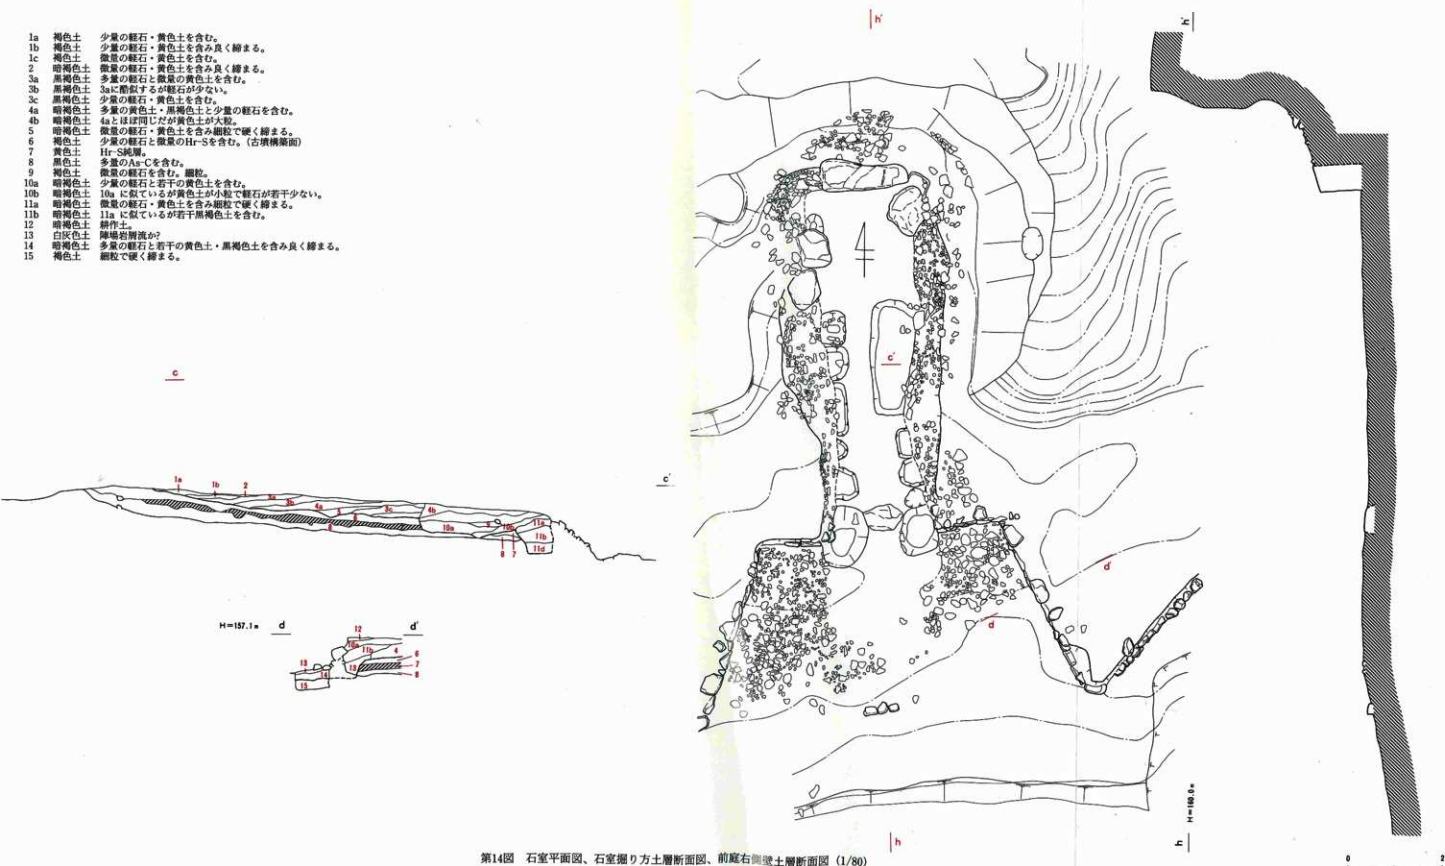 1a 褐色土 少量の軽石・黄色土を含む。
1b 褐色土 少量の軽石・黄色土を含み良く締まる。
1c 褐色土 微量の軽石・黄色土を含む。
2 暗褐色土 微量の軽石・黄色土を含み良く締まる。
3a 黒褐色土 多量の軽石と微量の黄色土を含む。
3b 黒褐色土 3aに酷似するが軽石が少ない。
3c 黒褐色土 少量の軽石・黄色土を含む。
4a 暗褐色土 多量の黄色土・黒褐色土と少量の軽石を含む。
4b 暗褐色土 4aとほぼ同じだが黄色土が大粒。
5 暗褐色土 微量の軽石・黄色土を含み細粒で硬く締まる。
6 褐色土 少量の軽石と微量のHr-Sを含む。(古墳構築面)
7 黄色土 Hr-S純層。
8 黒色土 多量のAs-Cを含む。
9 褐色土 微量の軽石を含む。細粒。
10a 暗褐色土 少量の軽石と若干の黄色土を含む。
10b 暗褐色土 10a に似ているが黄色土が小粒で軽石が若干少ない。
11a 暗褐色土 微量の軽石・黄色土を含み細粒で硬く締まる。
11b 暗褐色土 11a に似ているが若干黒褐色土を含む。
12 暗褐色土 耕作土。
13 白灰色土 陣場岩屑流か?
14 暗褐色土 多量の軽石と若干の黄色土・黒褐色土を含み良く締まる。
15 褐色土 細粒で硬く締まる。
h'
h'
c
c'
c'
1a 1b 2
3a 3b 4a 5 3c 4b
6 10a 9 10b 11a
11b
8 7 11d
d'
d
H=157.1m d d'
12
10a 11b 4 6
13 13 7
14 8
15
H=160.0m
h
h
0 2
第14図 石室平面図、石室掘り方土層断面図、前庭右側壁土層断面図 (1/80)